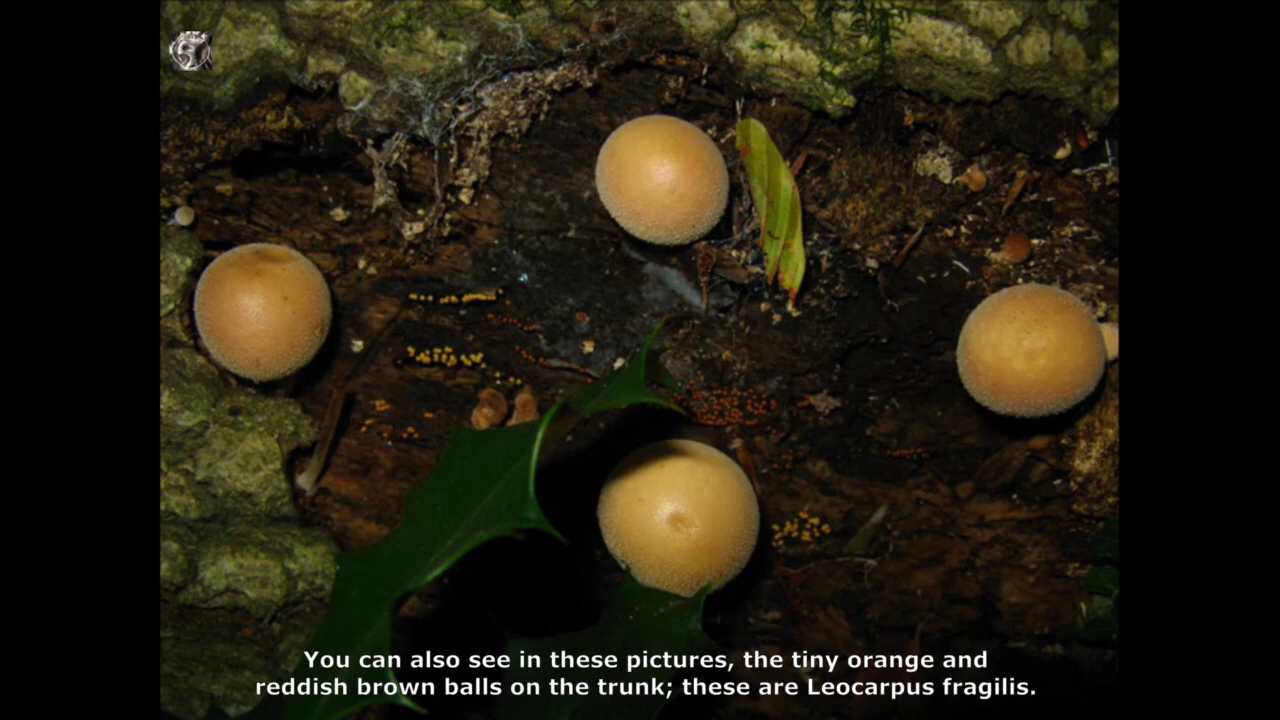 You can also see in these pictures, the tiny orange and
reddish brown balls on the trunk; these are Leocarpus fragilis.